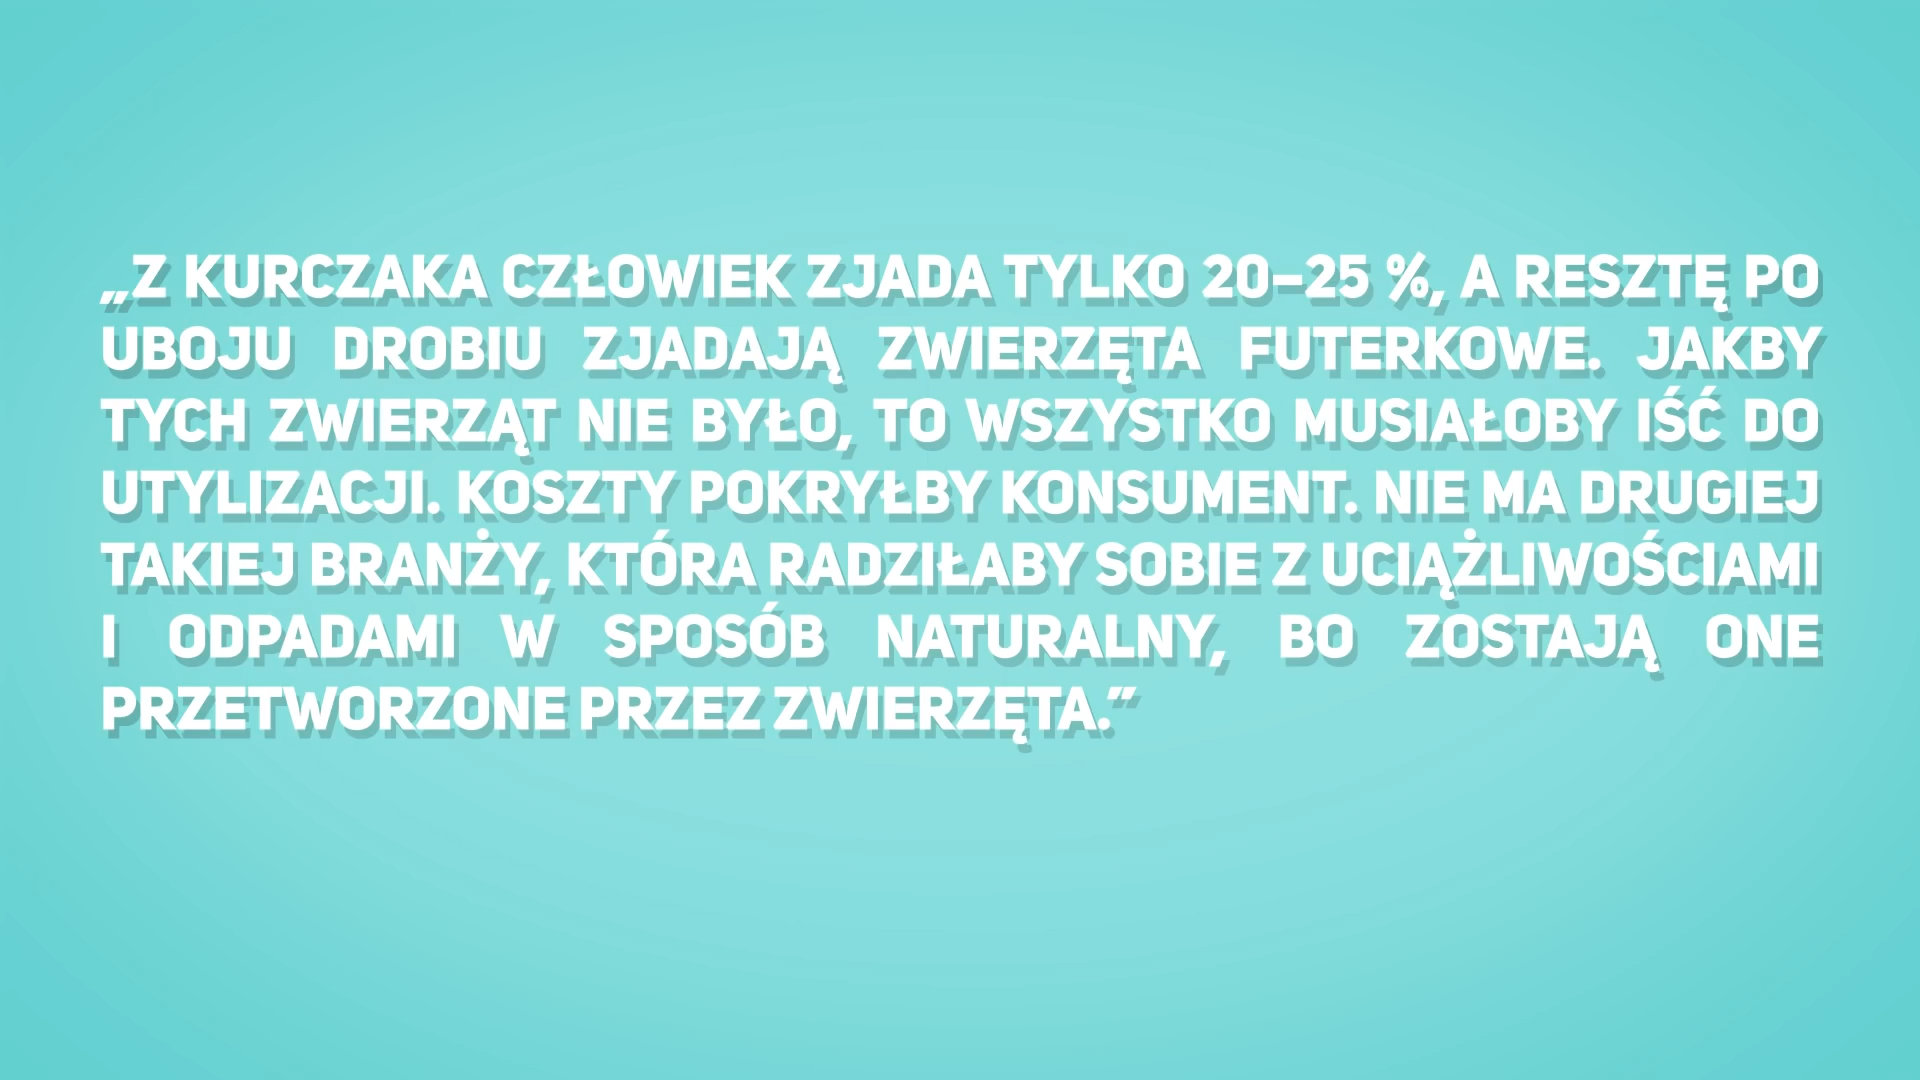 „Z KURCZAKA CZŁOWIEK ZJADA TYLKO 20–25 %, A RESZTĘ PO
UBOJU DROBIU ZJADAJĄ ZWIERZĘTA FUTERKOWE. JAKBY
TYCH ZWIERZĄT NIE BYŁO, TO WSZYSTKO MUSIAŁOBY IŚĆ DO
UTYLIZACJI. KOSZTY POKRYŁBY KONSUMENT. NIE MA DRUGIEJ
TAKIEJ BRANŻY, KTÓRA RADZIŁABY SOBIE Z UCIĄŻLIWOŚCIAMI
I ODPADAMI W SPOSÓB NATURALNY, BO ZOSTAJĄ ONE
PRZETWORZONE PRZEZ ZWIERZĘTA.”